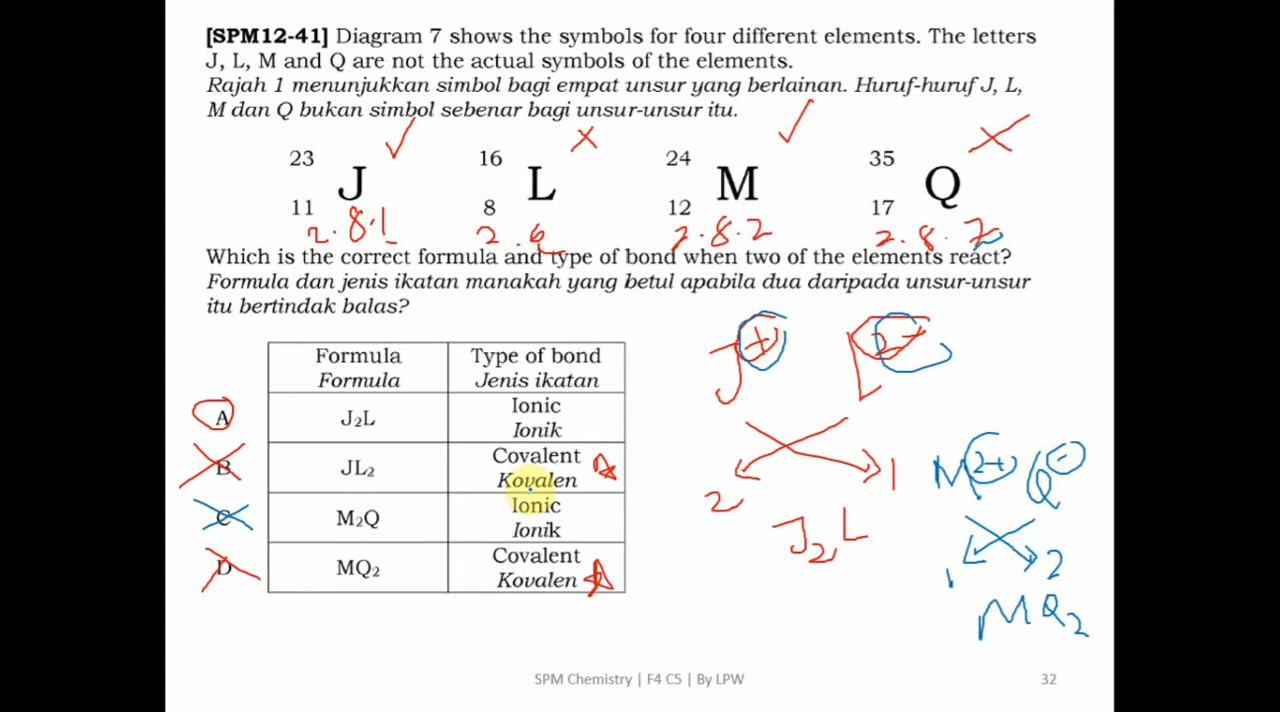 [SPM12-41] Diagram 7 shows the symbols for four different elements. The letters
J, L, M and Q are not the actual symbols of the elements.
Rajah 1 menunjukkan simbol bagi empat unsur yang berlainan. Huruf-huruf J, L,
M dan Q bukan simbol sebenar bagi unsur-unsur itu.
23 16 24 35
J L M Q
11 8 12 17
2.8.1 2.6 2.8.2 2.8.7
Which is the correct formula and type of bond when two of the elements react?
Formula dan jenis ikatan manakah yang betul apabila dua daripada unsur-unsur
itu bertindak balas?
Formula Type of bond
Formula Jenis ikatan
A J₂L Ionic
Ionik
B JL₂ Covalent
Kovalen
C M₂Q Ionic
Ionik
D MQ₂ Covalent
Kovalen
J⁺ L²⁻
2 1
J₂L
M²⁺ Q⁻
1 2
MQ₂
SPM Chemistry | F4 C5 | By LPW 32